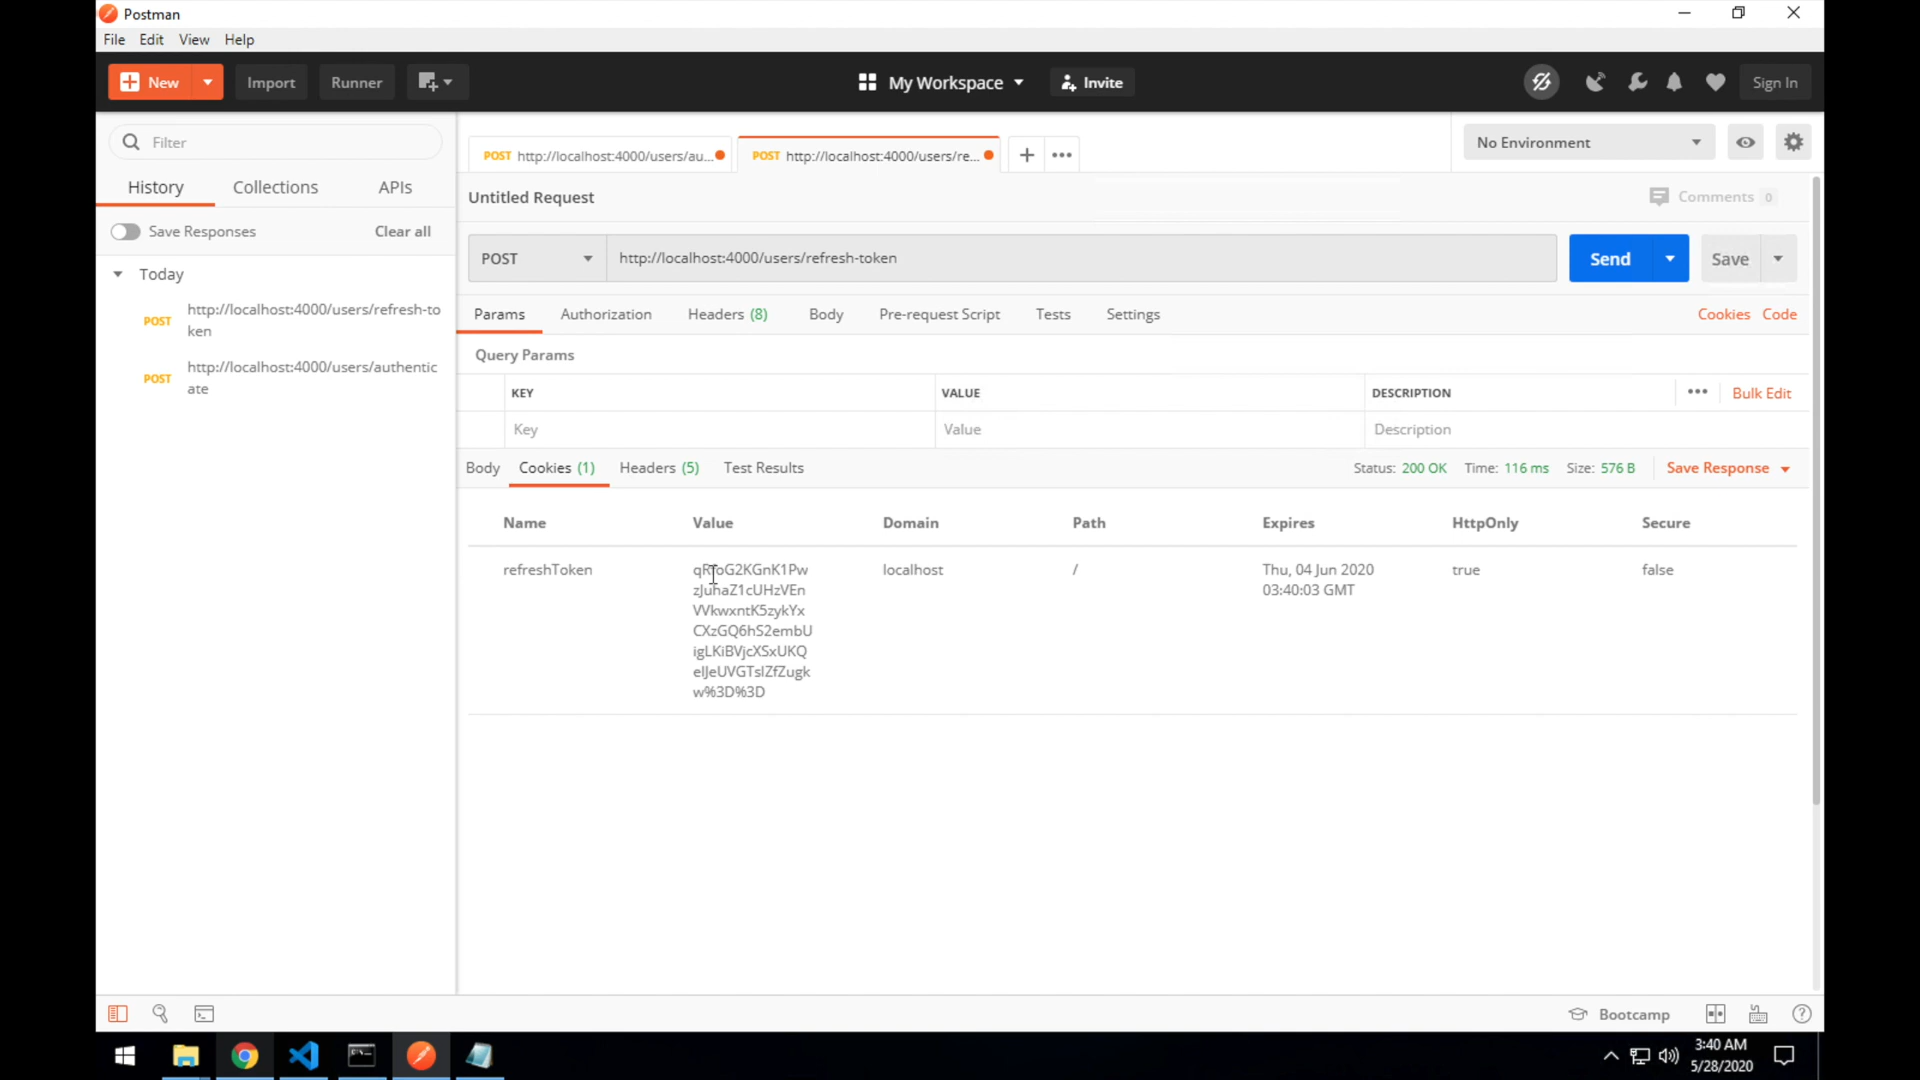 Postman
File Edit View Help
New Import Runner My Workspace Invite Sign In
Filter
History Collections APIs
Save Responses Clear all
Today
POST http://localhost:4000/users/refresh-to
ken
POST http://localhost:4000/users/authentic
ate
POST http://localhost:4000/users/au...
POST http://localhost:4000/users/re...
No Environment
Untitled Request
Comments 0
POST http://localhost:4000/users/refresh-token Send Save
Params Authorization Headers (8) Body Pre-request Script Tests Settings Cookies Code
Query Params
KEY VALUE DESCRIPTION Bulk Edit
Key Value Description
Body Cookies (1) Headers (5) Test Results Status: 200 OK Time: 116 ms Size: 576 B Save Response
Name Value Domain Path Expires HttpOnly Secure
refreshToken
zJuhaZ1cUHzVEn
VVkwxntK5zykYx
CXzGQ6hS2embU
igLKiBVjcXSxUKQ
w%3D%3D
localhost
/
Thu, 04 Jun 2020
03:40:03 GMT
true
false
Bootcamp
3:40 AM
5/28/2020